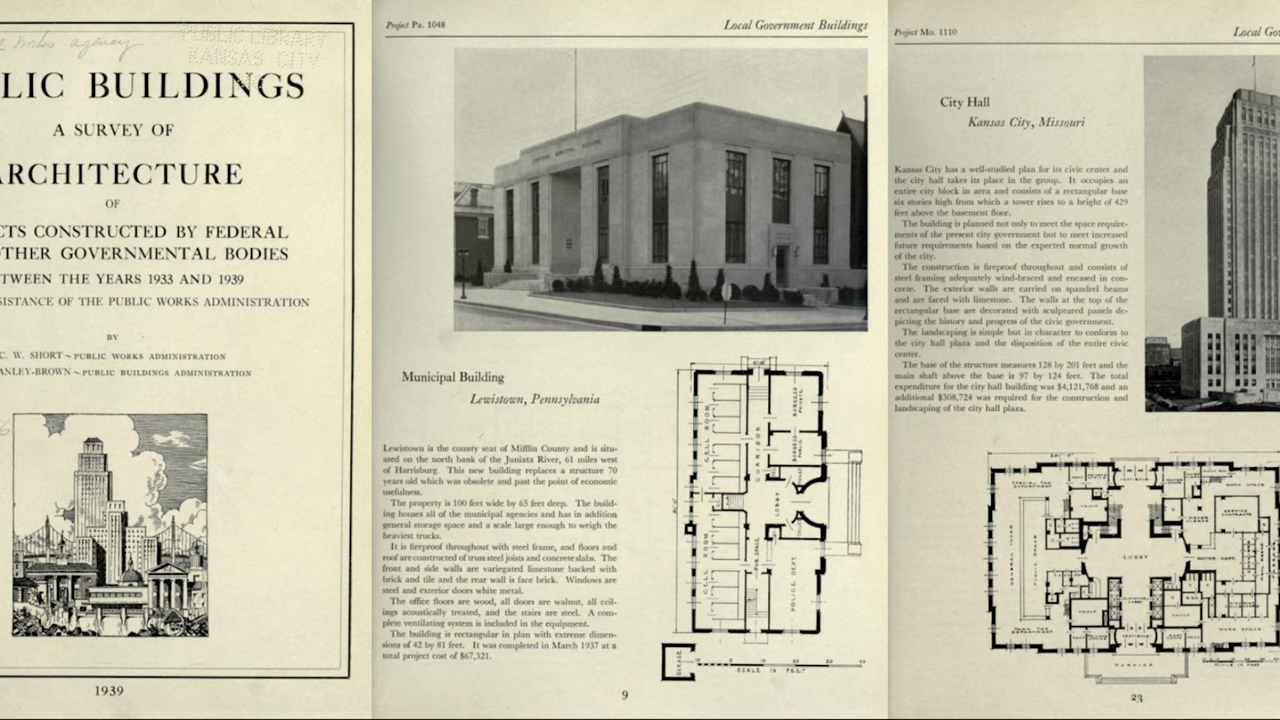 PUBLIC LIBRARY
KANSAS CITY
LIC BUILDINGS
A SURVEY OF
ARCHITECTURE
OF
CTS CONSTRUCTED BY FEDERAL
OTHER GOVERNMENTAL BODIES
TWEEN THE YEARS 1933 AND 1939
SISTANCE OF THE PUBLIC WORKS ADMINISTRATION
BY
C. W. SHORT ~ PUBLIC WORKS ADMINISTRATION
ANLEY-BROWN ~ PUBLIC BUILDINGS ADMINISTRATION
1939
Project Pa. 1048
Local Government Buildings
Municipal Building
Lewistown, Pennsylvania
Lewistown is the county seat of Mifflin County and is situ-
ated on the north bank of the Juniata River, 61 miles west
of Harrisburg. This new building replaces a structure 70
years old which was obsolete and past the point of economic
usefulness.
The property is 100 feet wide by 65 feet deep. The build-
ing houses all of the municipal agencies and has in addition
general storage space and a scale large enough to weigh the
heaviest trucks.
It is fireproof throughout with steel frame, and floors and
roof are constructed of truss steel joists and concrete slabs. The
front and side walls are variegated limestone backed with
brick and tile and the rear wall is face brick. Windows are
steel and exterior doors white metal.
The office floors are wood, all doors are walnut, all ceil-
ings acoustically treated, and the stairs are steel. A com-
plete ventilating system is included in the equipment.
The building is rectangular in plan with extreme dimen-
sions of 42 by 81 feet. It was completed in March 1937 at a
total project cost of $67,321.
CELL ROOM
CORRIDOR
BURGESS PRIVATE
BURGESS PUBLIC
LOBBY
CELL ROOM
PUB. SPACE
POLICE DEPT.
GARAGE
SCALE IN FEET
9
Project Mo. 1110
Local Go
City Hall
Kansas City, Missouri
Kansas City has a well-studied plan for its civic center and
the city hall takes its place in the group. It occupies an
entire city block in area and consists of a rectangular base
six stories high from which a tower rises to a height of 429
feet above the basement floor.
The building is planned not only to meet the space require-
ments of the present city government but to meet increased
future requirements based on the expected normal growth
of the city.
The construction is fireproof throughout and consists of
steel framing adequately wind-braced and encased in con-
crete. The exterior walls are carried on spandrel beams
and are faced with limestone. The walls at the top of the
rectangular base are decorated with sculptured panels de-
picting the history and progress of the civic government.
The landscaping is simple but in character to conform to
the city hall plaza and the disposition of the entire civic
center.
The base of the structure measures 128 by 201 feet and the
main shaft above the base is 97 by 124 feet. The total
expenditure for the city hall building was $4,121,768 and an
additional $308,724 was required for the construction and
landscaping of the city hall plaza.
LOBBY
VAULT
WORK SPACE
23